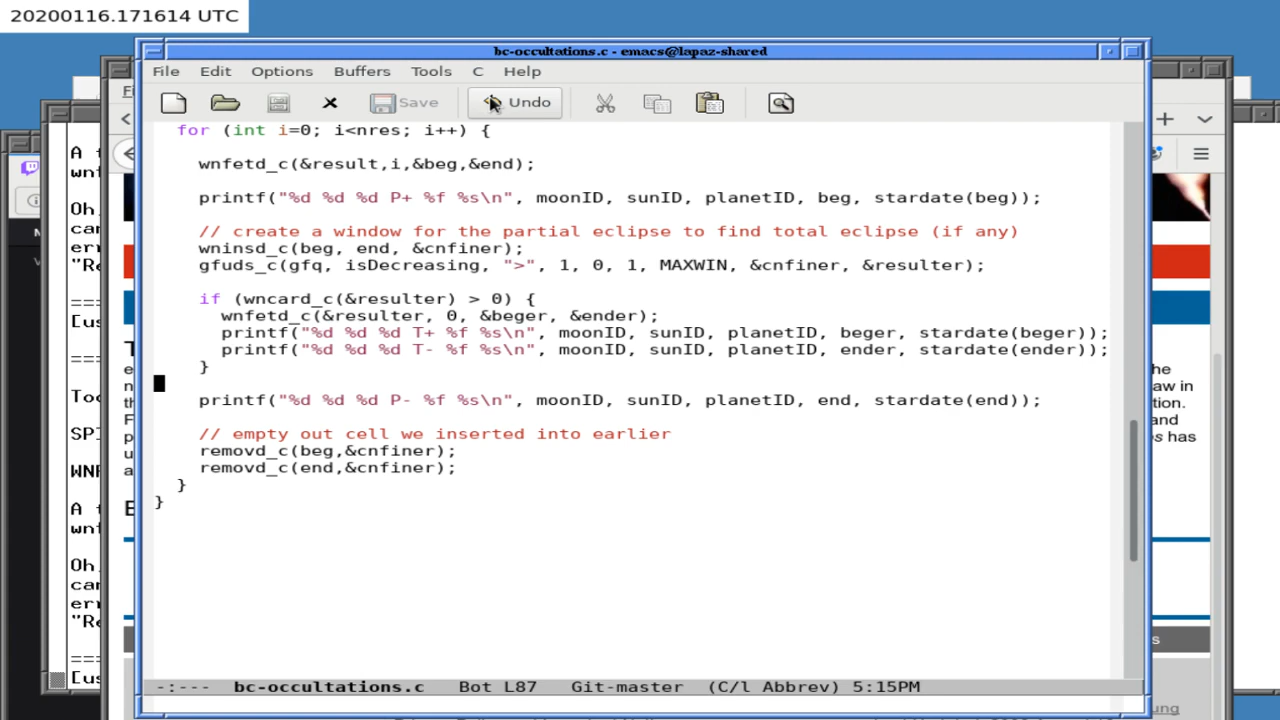 20200116.171614 UTC
bc-occultations.c - emacs@lapaz-shared
File Edit Options Buffers Tools C Help
Save Undo
for (int i=0; i<nres; i++) {
wnfetd_c(&result,i,&beg,&end);
printf("%d %d %d P+ %f %s\n", moonID, sunID, planetID, beg, stardate(beg));
// create a window for the partial eclipse to find total eclipse (if any)
wninsd_c(beg, end, &cnfiner);
gfuds_c(gfq, isDecreasing, ">", 1, 0, 1, MAXWIN, &cnfiner, &resulter);
if (wncard_c(&resulter) > 0) {
wnfetd_c(&resulter, 0, &beger, &ender);
printf("%d %d %d T+ %f %s\n", moonID, sunID, planetID, beger, stardate(beger));
printf("%d %d %d T- %f %s\n", moonID, sunID, planetID, ender, stardate(ender));
}
printf("%d %d %d P- %f %s\n", moonID, sunID, planetID, end, stardate(end));
// empty out cell we inserted into earlier
removd_c(beg,&cnfiner);
removd_c(end,&cnfiner);
}
}
-:--- bc-occultations.c Bot L87 Git-master (C/l Abbrev) 5:15PM